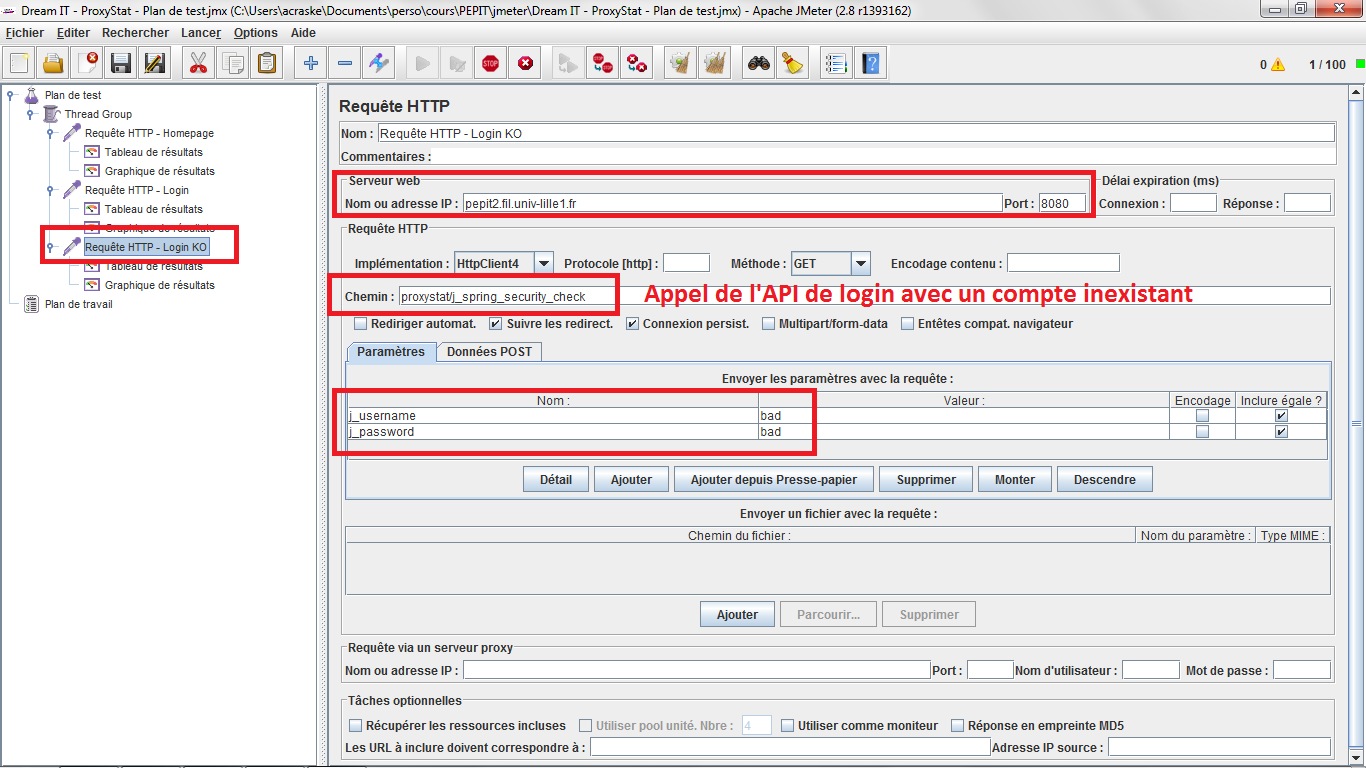 Dream IT - ProxyStat - Plan de test.jmx (C:\Users\acraske\Documents\perso\cours\PEPIT\jmeter\Dream IT - ProxyStat - Plan de test.jmx) - Apache JMeter (2.8 r1393162)
Fichier Editer Rechercher Lancer Options Aide
STOP STOP 0 1 / 100
Plan de test
Thread Group
Requête HTTP - Homepage
Tableau de résultats
Graphique de résultats
Requête HTTP - Login
Tableau de résultats
Graphique de résultats
Requête HTTP - Login KO
Tableau de résultats
Graphique de résultats
Plan de travail
Requête HTTP
Nom : Requête HTTP - Login KO
Commentaires :
Serveur web
Nom ou adresse IP : pepit2.fil.univ-lille1.fr Port : 8080
Délai expiration (ms)
Connexion : Réponse :
Requête HTTP
Implémentation : HttpClient4 Protocole [http] : Méthode : GET Encodage contenu :
Chemin : proxystat/j_spring_security_check
Appel de l'API de login avec un compte inexistant
Rediriger automat. Suivre les redirect. Connexion persist. Multipart/form-data Entêtes compat. navigateur
Paramètres Données POST
Envoyer les paramètres avec la requête :
Nom : Valeur : Encodage Inclure égale ?
j_username bad
j_password bad
Détail Ajouter Ajouter depuis Presse-papier Supprimer Monter Descendre
Envoyer un fichier avec la requête :
Chemin du fichier : Nom du paramètre : Type MIME :
Ajouter Parcourir... Supprimer
Requête via un serveur proxy
Nom ou adresse IP : Port : Nom d'utilisateur : Mot de passe :
Tâches optionnelles
Récupérer les ressources incluses Utiliser pool unité. Nbre : 4 Utiliser comme moniteur Réponse en empreinte MD5
Les URL à inclure doivent correspondre à : Adresse IP source :